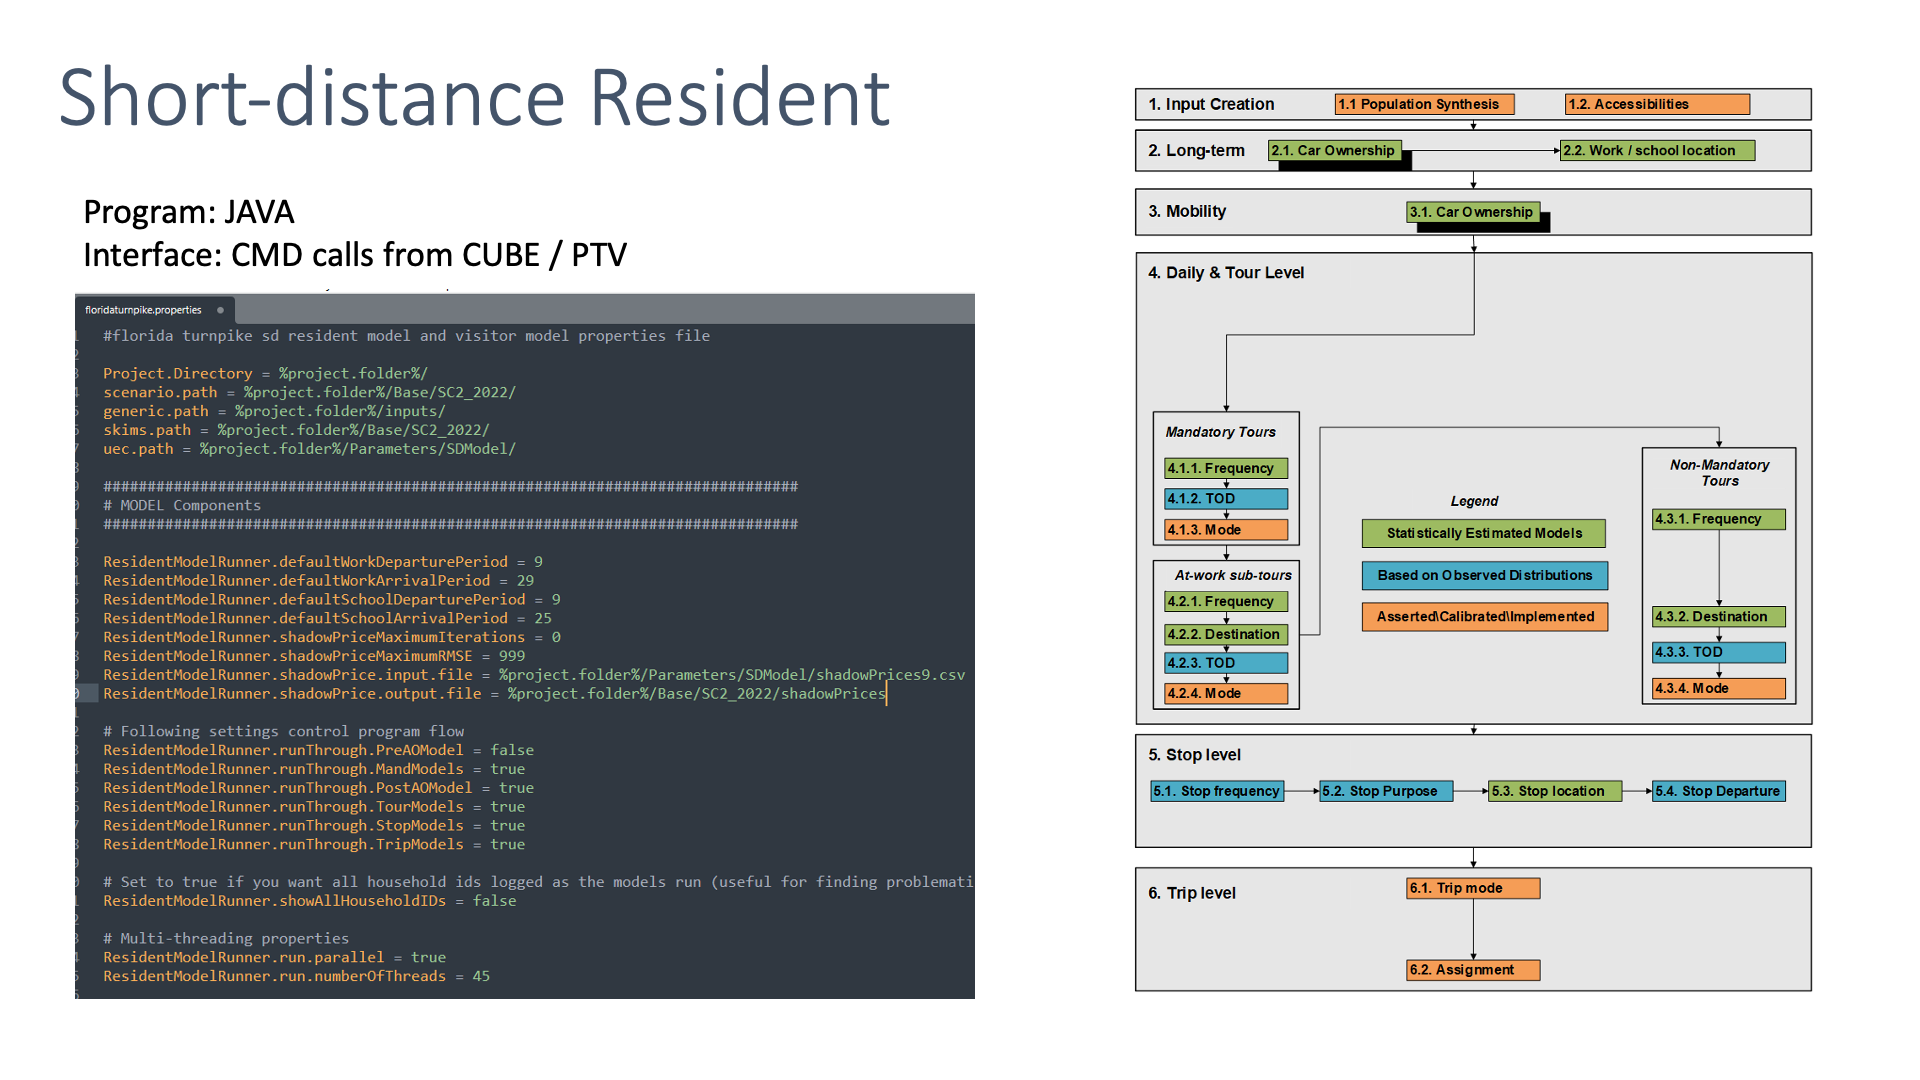 Short-distance Resident
Program: JAVA
Interface: CMD calls from CUBE / PTV
floridaturnpike.properties
#florida turnpike sd resident model and visitor model properties file
Project.Directory = %project.folder%/
scenario.path = %project.folder%/Base/SC2_2022/
generic.path = %project.folder%/inputs/
skims.path = %project.folder%/Base/SC2_2022/
uec.path = %project.folder%/Parameters/SDModel/
###############################################################################
# MODEL Components
###############################################################################
ResidentModelRunner.defaultWorkDeparturePeriod = 9
ResidentModelRunner.defaultWorkArrivalPeriod = 29
ResidentModelRunner.defaultSchoolDeparturePeriod = 9
ResidentModelRunner.defaultSchoolArrivalPeriod = 25
ResidentModelRunner.shadowPriceMaximumIterations = 0
ResidentModelRunner.shadowPriceMaximumRMSE = 999
ResidentModelRunner.shadowPrice.input.file = %project.folder%/Parameters/SDModel/shadowPrices9.csv
ResidentModelRunner.shadowPrice.output.file = %project.folder%/Base/SC2_2022/shadowPrices
# Following settings control program flow
ResidentModelRunner.runThrough.PreAOModel = false
ResidentModelRunner.runThrough.MandModels = true
ResidentModelRunner.runThrough.PostAOModel = true
ResidentModelRunner.runThrough.TourModels = true
ResidentModelRunner.runThrough.StopModels = true
ResidentModelRunner.runThrough.TripModels = true
# Set to true if you want all household ids logged as the models run (useful for finding problemati
ResidentModelRunner.showAllHouseholdIDs = false
# Multi-threading properties
ResidentModelRunner.run.parallel = true
ResidentModelRunner.run.numberOfThreads = 45
1. Input Creation
1.1 Population Synthesis
1.2. Accessibilities
2. Long-term
2.1. Car Ownership
2.2. Work / school location
3. Mobility
3.1. Car Ownership
4. Daily & Tour Level
Mandatory Tours
4.1.1. Frequency
4.1.2. TOD
4.1.3. Mode
At-work sub-tours
4.2.1. Frequency
4.2.2. Destination
4.2.3. TOD
4.2.4. Mode
Legend
Statistically Estimated Models
Based on Observed Distributions
Asserted\Calibrated\Implemented
Non-Mandatory
Tours
4.3.1. Frequency
4.3.2. Destination
4.3.3. TOD
4.3.4. Mode
5. Stop level
5.1. Stop frequency
5.2. Stop Purpose
5.3. Stop location
5.4. Stop Departure
6. Trip level
6.1. Trip mode
6.2. Assignment